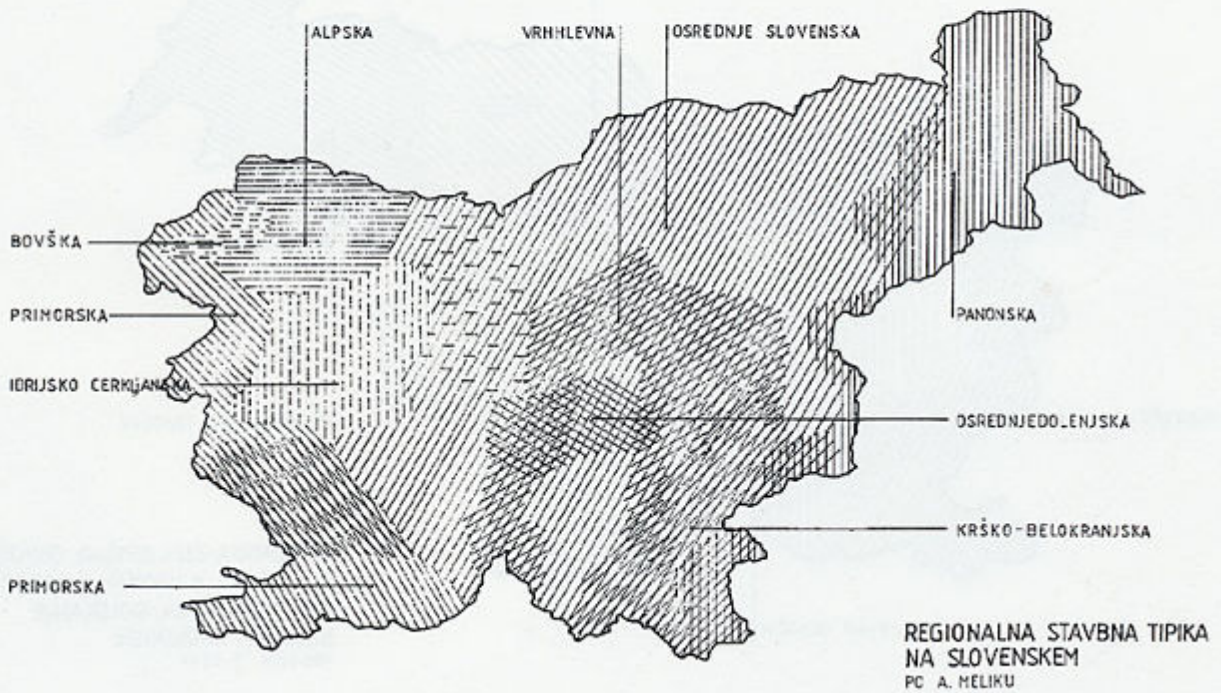 ALPSKA
VRHHLEVNA
OSREDNJE SLOVENSKA
BOVŠKA
PRIMORSKA
PANONSKA
IDRIJSKO CERKLJANSKA
OSREDNJEDOLENJSKA
KRŠKO-BELOKRANJSKA
PRIMORSKA
REGIONALNA STAVBNA TIPIKA
NA SLOVENSKEM
PO A. MELIKU